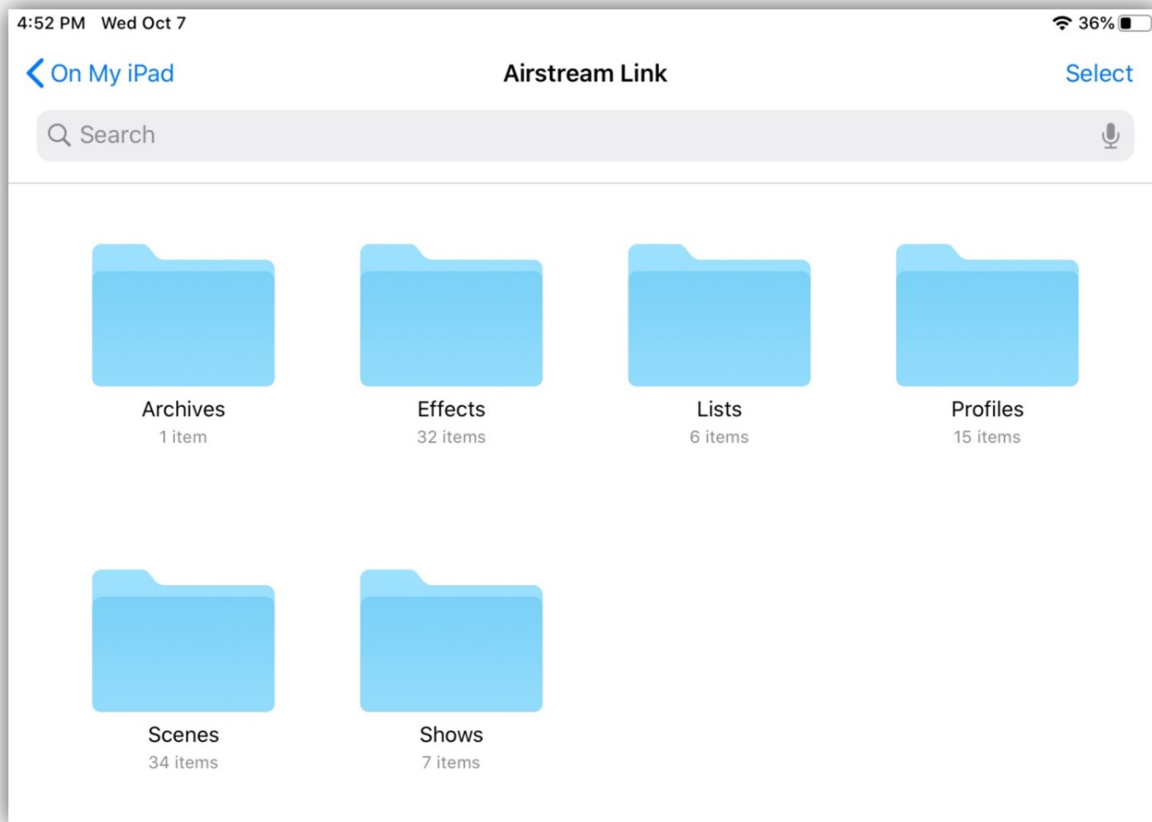 4:52 PM Wed Oct 7 36%
On My iPad Airstream Link Select
Search
Archives Effects Lists Profiles
1 item 32 items 6 items 15 items
Scenes Shows
34 items 7 items